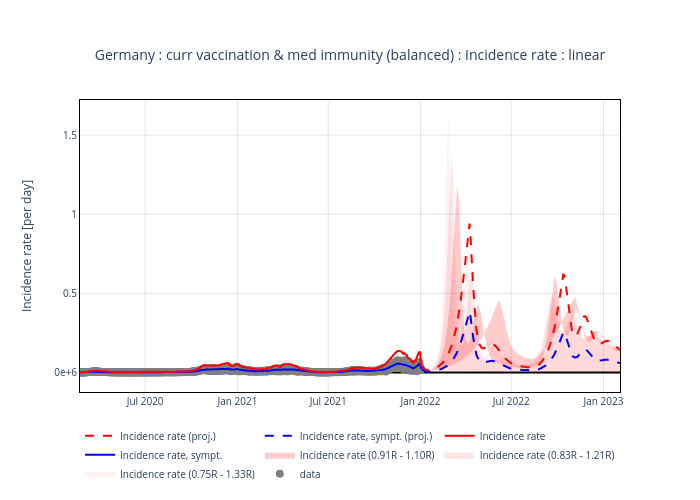 Germany : curr vaccination & med immunity (balanced) : Incidence rate : linear
Incidence rate [per day]
1.5
1
0.5
0e+6
Jul 2020
Jan 2021
Jul 2021
Jan 2022
Jul 2022
Jan 2023
Incidence rate (proj.)
Incidence rate, sympt. (proj.)
Incidence rate
Incidence rate, sympt.
Incidence rate (0.91R - 1.10R)
Incidence rate (0.83R - 1.21R)
Incidence rate (0.75R - 1.33R)
data